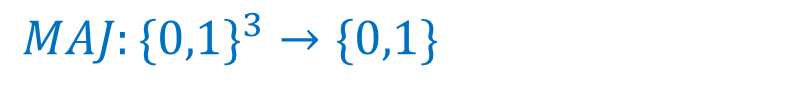 MAJ: {0,1}³ → {0,1}